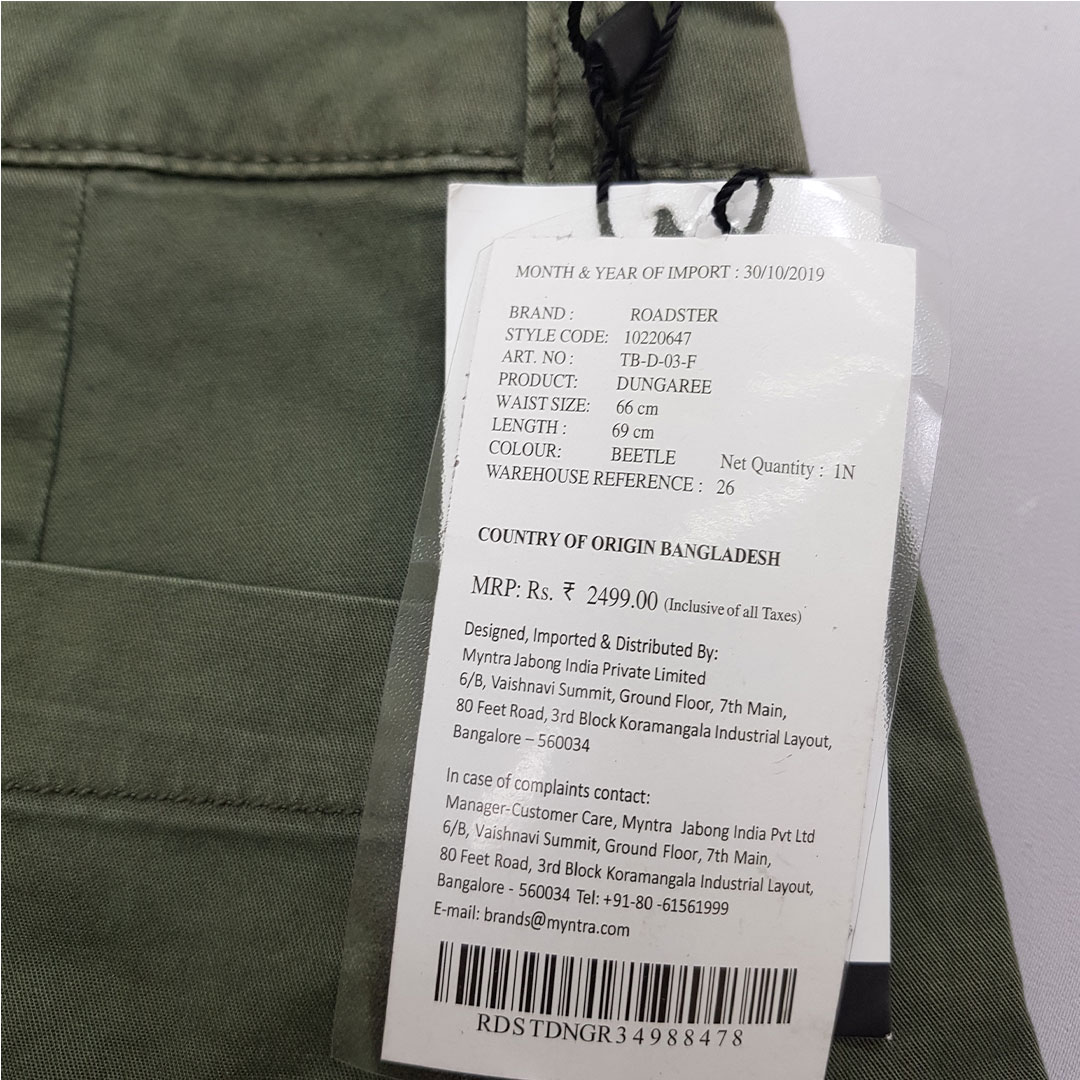 MONTH & YEAR OF IMPORT : 30/10/2019
BRAND : ROADSTER
STYLE CODE: 10220647
ART. NO : TB-D-03-F
PRODUCT: DUNGAREE
WAIST SIZE: 66 cm
LENGTH : 69 cm
COLOUR: BEETLE Net Quantity : 1N
WAREHOUSE REFERENCE : 26
COUNTRY OF ORIGIN BANGLADESH
MRP: Rs. ₹ 2499.00 (Inclusive of all Taxes)
Designed, Imported & Distributed By:
Myntra Jabong India Private Limited
6/B, Vaishnavi Summit, Ground Floor, 7th Main,
80 Feet Road, 3rd Block Koramangala Industrial Layout,
Bangalore – 560034
In case of complaints contact:
Manager-Customer Care, Myntra Jabong India Pvt Ltd
6/B, Vaishnavi Summit, Ground Floor, 7th Main,
80 Feet Road, 3rd Block Koramangala Industrial Layout,
Bangalore - 560034 Tel: +91-80 -61561999
E-mail: brands@myntra.com
RDSTDNGR34988478